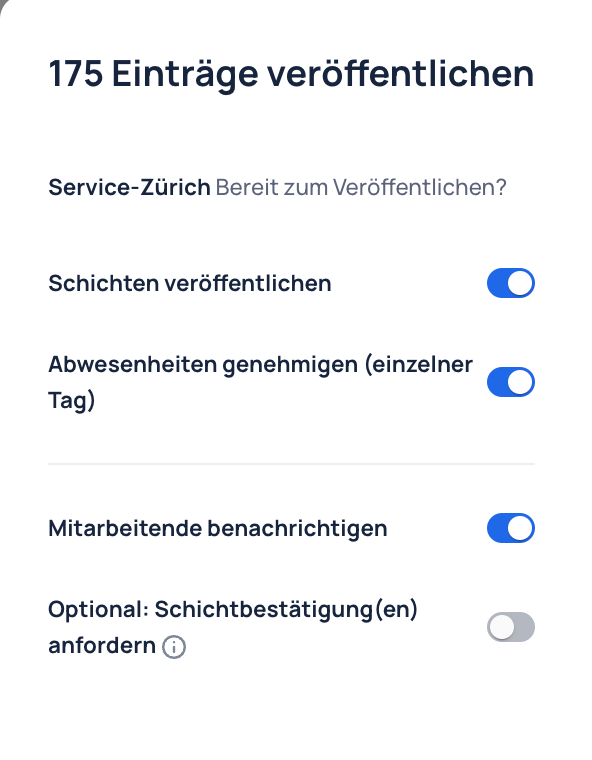 175 Einträge veröffentlichen
Service-Zürich Bereit zum Veröffentlichen?
Schichten veröffentlichen
Abwesenheiten genehmigen (einzelner
Tag)
Mitarbeitende benachrichtigen
Optional: Schichtbestätigung(en)
anfordern